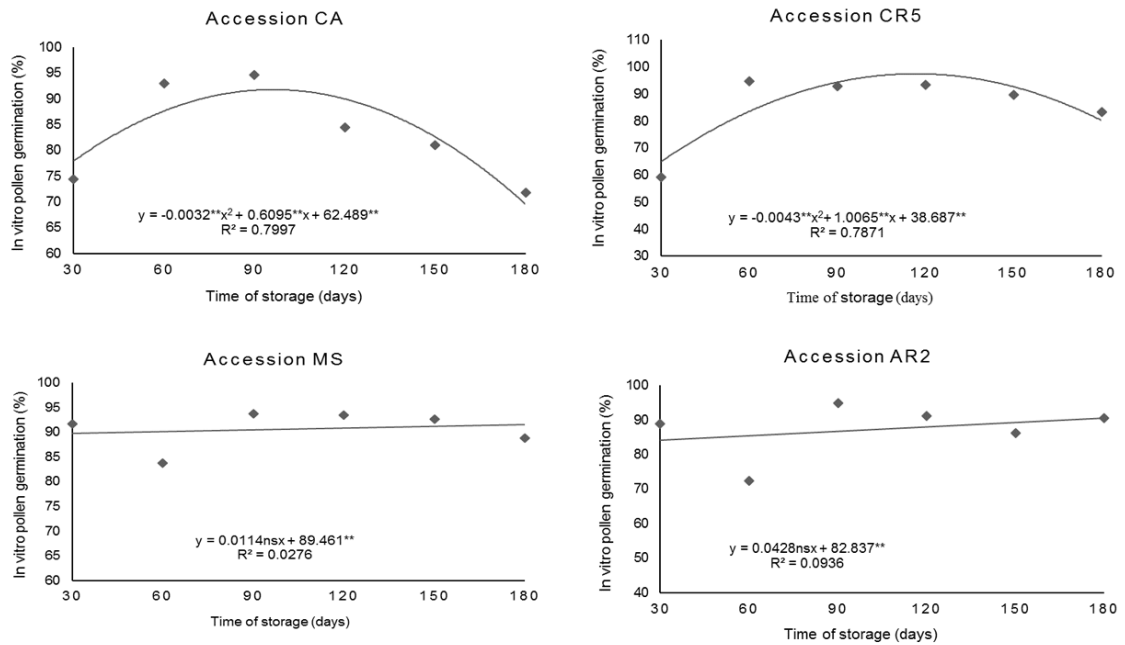 Accession CA
In vitro pollen germination (%)
100
95
90
85
80
75
70
65
60
y = -0.0032**x² + 0.6095**x + 62.489**
R² = 0.7997
30 60 90 120 150 180
Time of storage (days)
Accession CR5
In vitro pollen germination (%)
110
100
90
80
70
60
50
40
30
y = -0.0043**x²+ 1.0065**x + 38.687**
R² = 0.7871
30 60 90 120 150 180
Time of storage (days)
Accession MS
In vitro pollen germination (%)
100
95
90
85
80
75
70
65
60
y = 0.0114nsx + 89.461**
R² = 0.0276
30 60 90 120 150 180
Time of storage (days)
Accession AR2
In vitro pollen germination (%)
100
90
80
70
60
50
40
y = 0.0428nsx + 82.837**
R² = 0.0936
30 60 90 120 150 180
Time of storage (days)